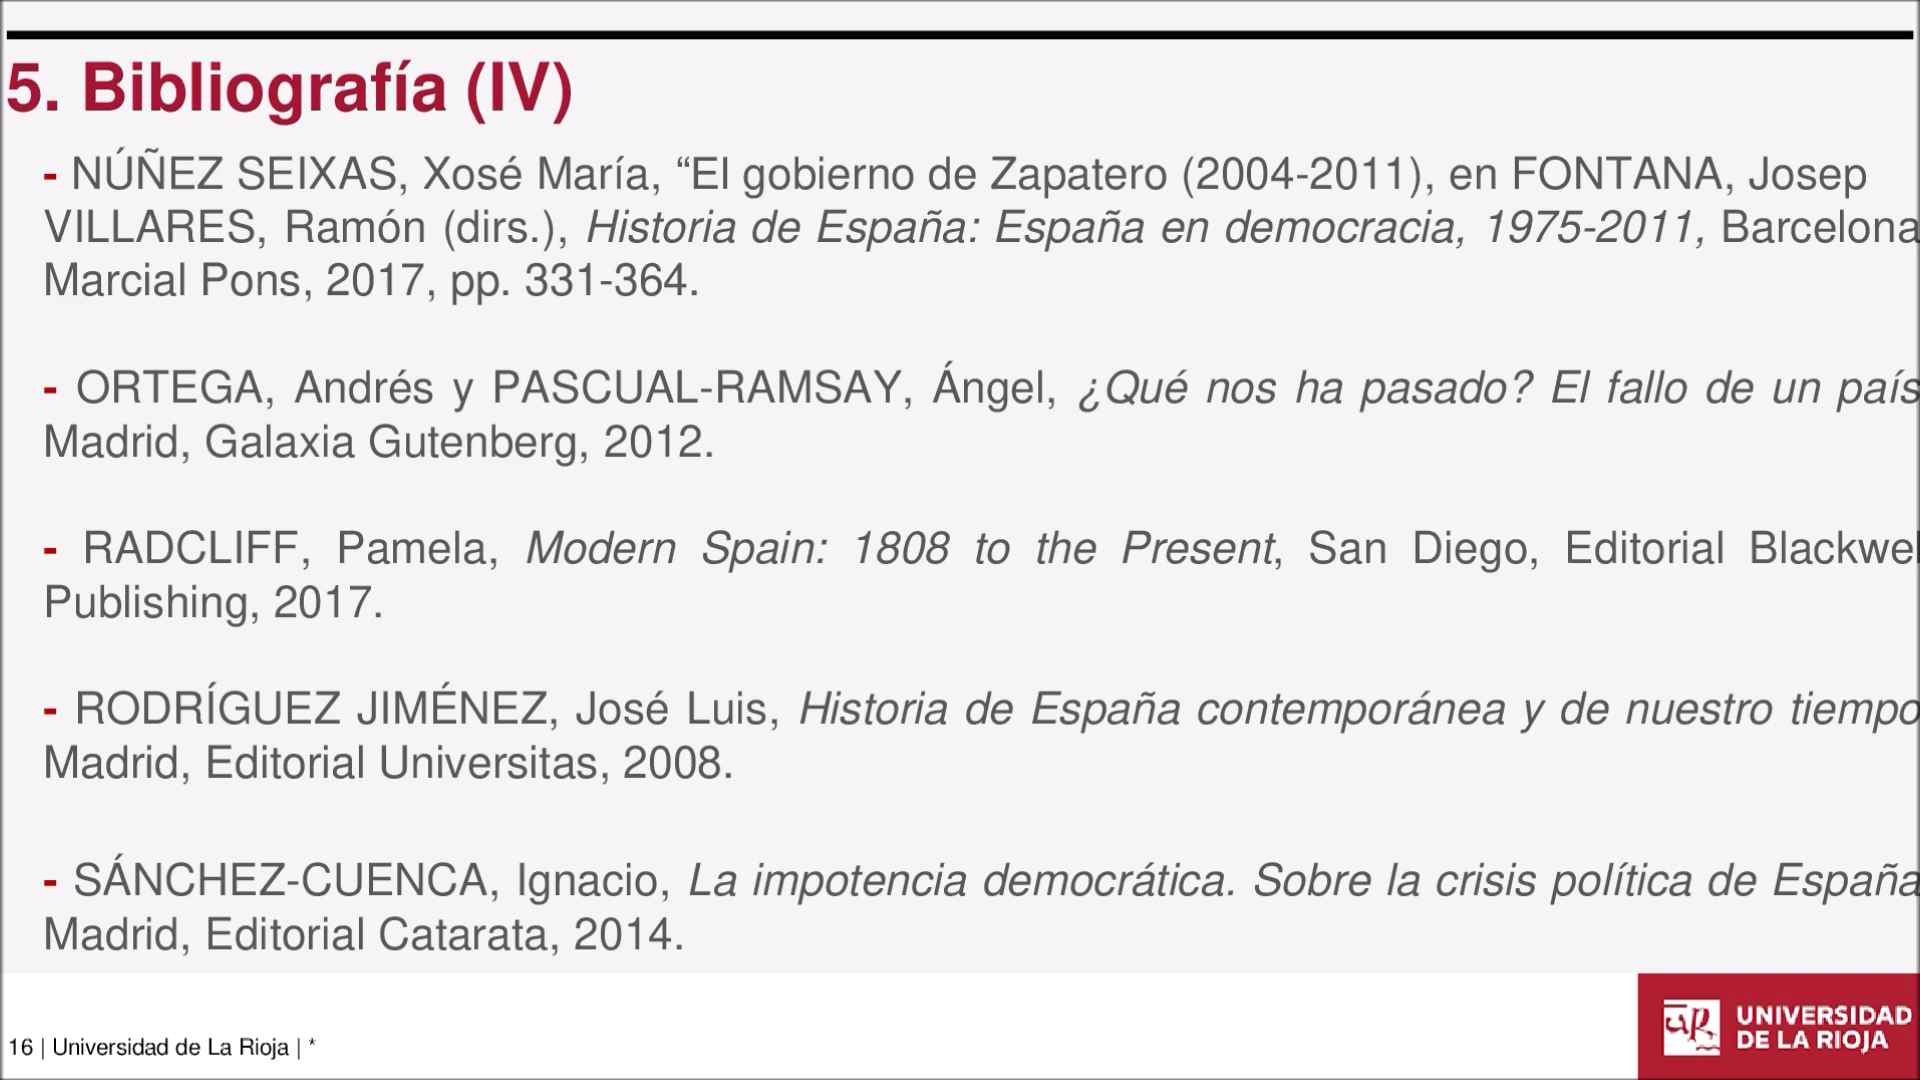 5. Bibliografía (IV)
- NÚÑEZ SEIXAS, Xosé María, “El gobierno de Zapatero (2004-2011), en FONTANA, Josep
VILLARES, Ramón (dirs.), Historia de España: España en democracia, 1975-2011, Barcelona
Marcial Pons, 2017, pp. 331-364.
- ORTEGA, Andrés y PASCUAL-RAMSAY, Ángel, ¿Qué nos ha pasado? El fallo de un país
Madrid, Galaxia Gutenberg, 2012.
- RADCLIFF, Pamela, Modern Spain: 1808 to the Present, San Diego, Editorial Blackwel
Publishing, 2017.
- RODRÍGUEZ JIMÉNEZ, José Luis, Historia de España contemporánea y de nuestro tiempo
Madrid, Editorial Universitas, 2008.
- SÁNCHEZ-CUENCA, Ignacio, La impotencia democrática. Sobre la crisis política de España
Madrid, Editorial Catarata, 2014.
16 | Universidad de La Rioja | *
UNIVERSIDAD
DE LA RIOJA